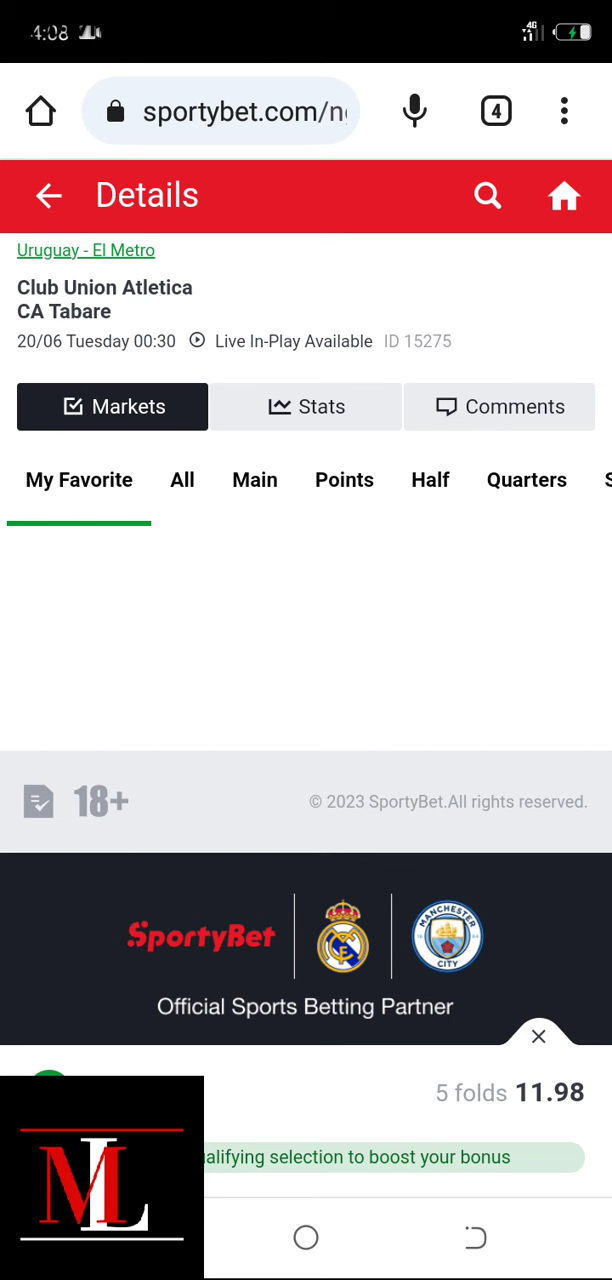 4:08
4G
sportybet.com/n
4
Details
Uruguay - El Metro
Club Union Atletica
CA Tabare
20/06 Tuesday 00:30 Live In-Play Available ID 15275
Markets Stats Comments
My Favorite All Main Points Half Quarters S
18+ © 2023 SportyBet.All rights reserved.
SportyBet
MANCHESTER
CITY
Official Sports Betting Partner
5 folds 11.98
alifying selection to boost your bonus
ML